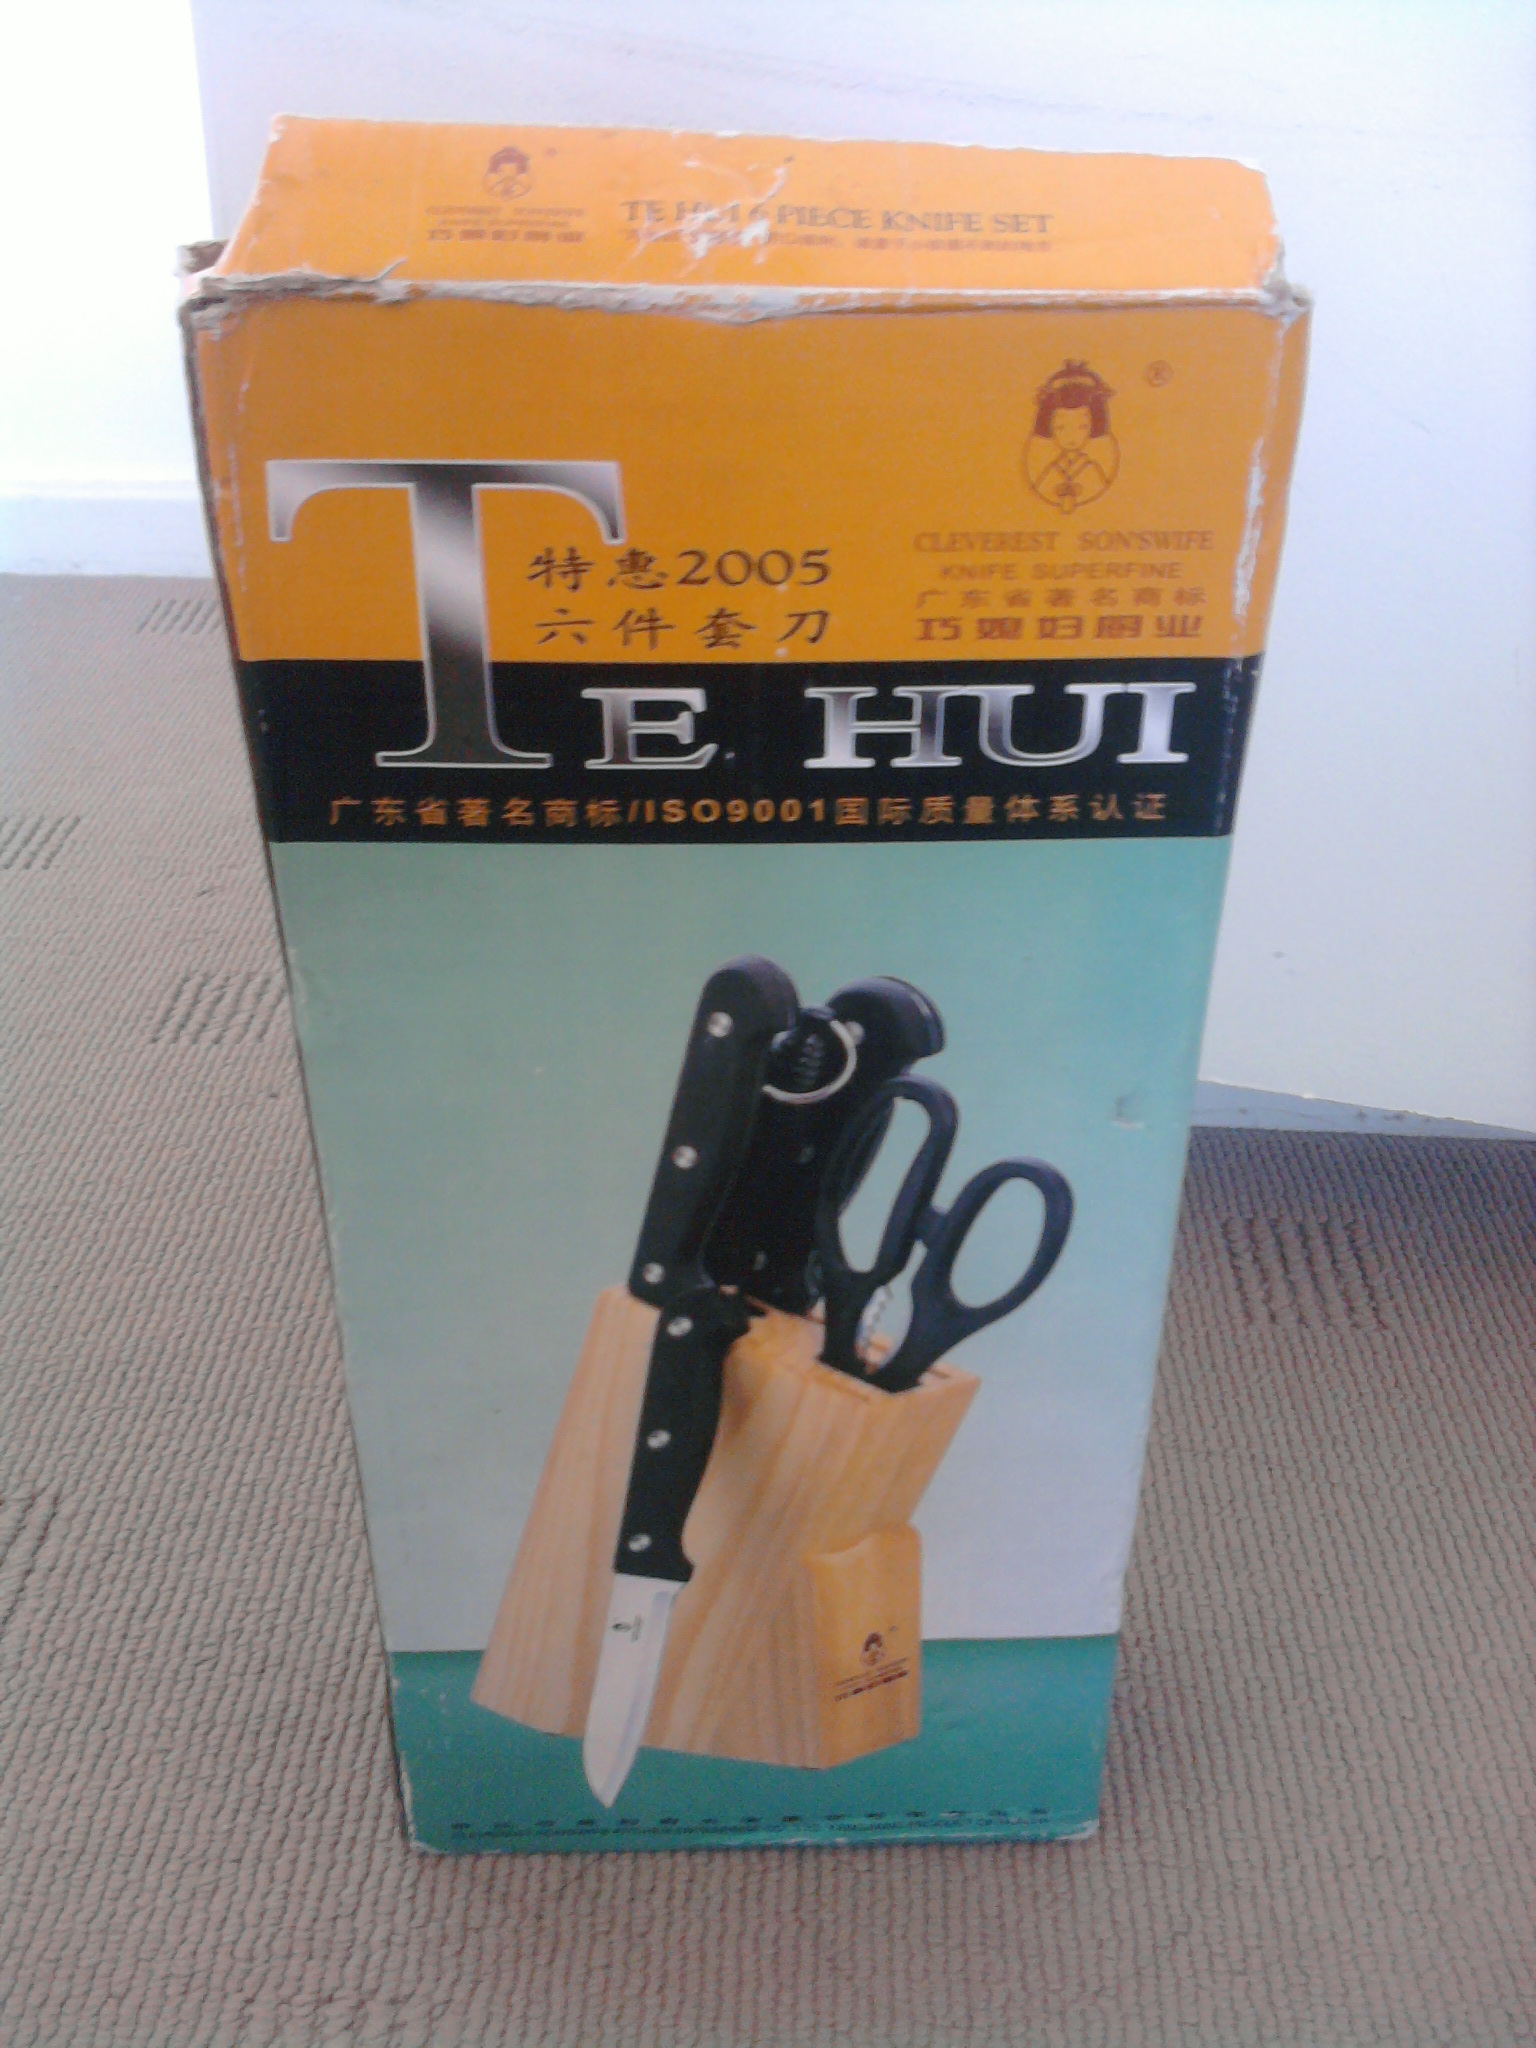 TE HUI 6 PIECE KNIFE SET
CLEVEREST SON'SWIFE
KNIFE SUPERFINE
广东省著名商标
巧媳妇厨业
特惠2005
六件套刀
TE HUI
广东省著名商标/ISO9001国际质量体系认证